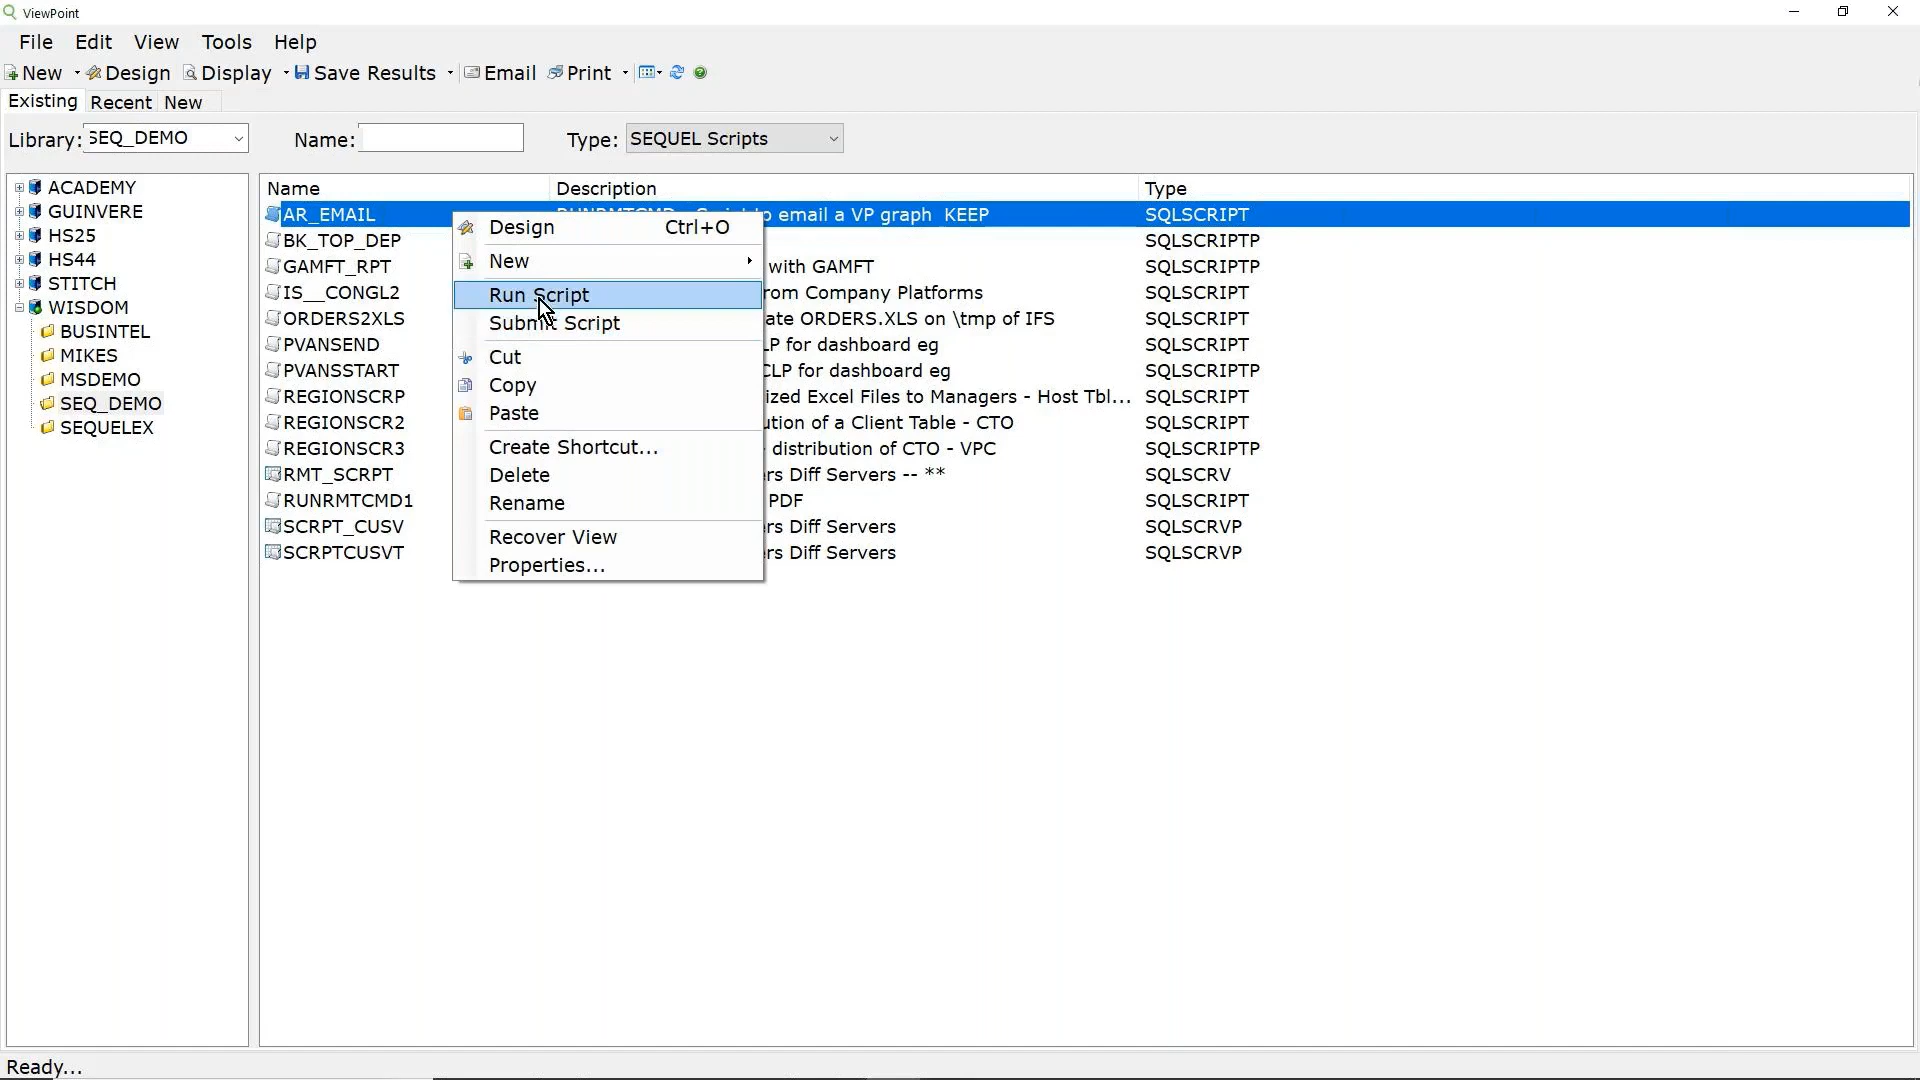 ViewPoint
File Edit View Tools Help
New Design Display Save Results Email Print
Existing Recent New
Library: SEQ_DEMO Name: Type: SEQUEL Scripts
ACADEMY
GUINVERE
HS25
HS44
STITCH
WISDOM
BUSINTEL
MIKES
MSDEMO
SEQ_DEMO
SEQUELEX
Name Description Type
AR_EMAIL email a VP graph KEEP SQLSCRIPT
BK_TOP_DEP SQLSCRIPTP
GAMFT_RPT with GAMFT SQLSCRIPTP
IS__CONGL2 rom Company Platforms SQLSCRIPT
ORDERS2XLS ate ORDERS.XLS on \tmp of IFS SQLSCRIPT
PVANSEND LP for dashboard eg SQLSCRIPT
PVANSSTART CLP for dashboard eg SQLSCRIPTP
REGIONSCRP ized Excel Files to Managers - Host Tbl... SQLSCRIPT
REGIONSCR2 ution of a Client Table - CTO SQLSCRIPT
REGIONSCR3 distribution of CTO - VPC SQLSCRIPTP
RMT_SCRPT rs Diff Servers -- ** SQLSCRV
RUNRMTCMD1 PDF SQLSCRIPT
SCRPT_CUSV rs Diff Servers SQLSCRVP
SCRPTCUSVT rs Diff Servers SQLSCRVP
Design Ctrl+O
New
Run Script
Submit Script
Cut
Copy
Paste
Create Shortcut...
Delete
Rename
Recover View
Properties...
Ready...